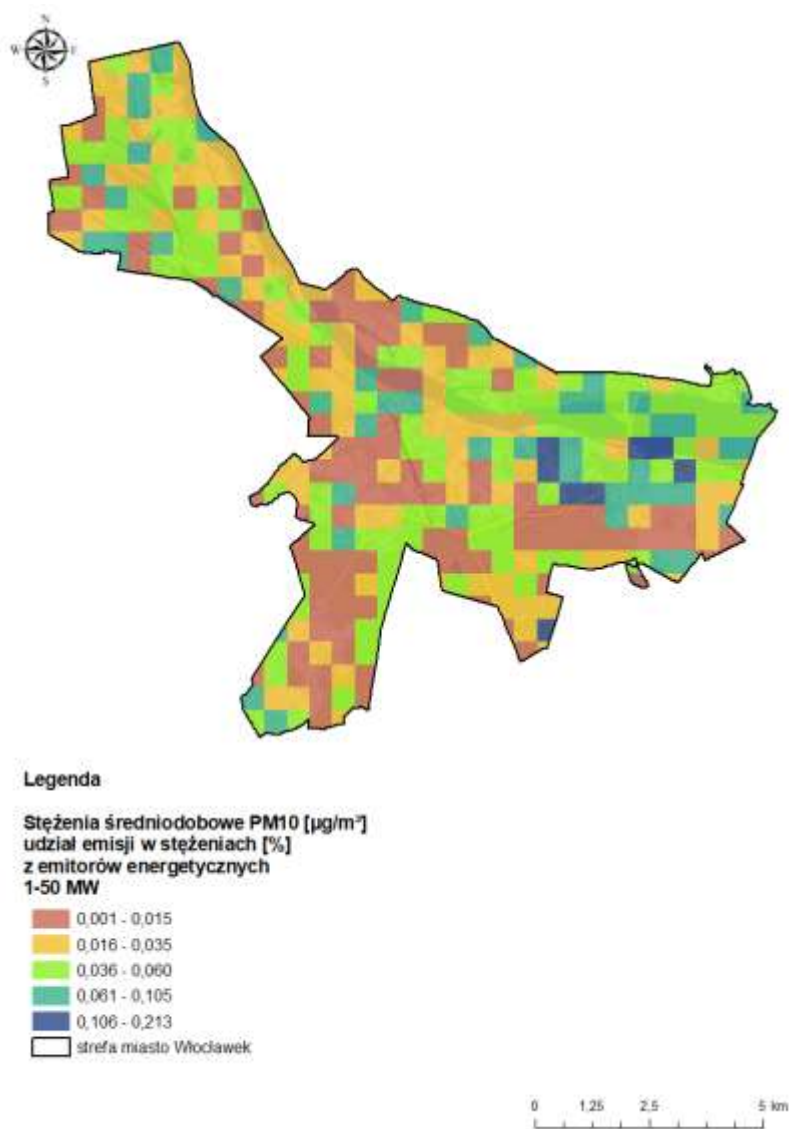 N
W E
S
Legenda
Stężenia średniodobowe PM10 [µg/m³]
udział emisji w stężeniach [%]
z emitorów energetycznych
1-50 MW
0,001 - 0,015
0,016 - 0,035
0,036 - 0,060
0,061 - 0,105
0,106 - 0,213
strefa miasto Włocławek
0 1,25 2,5 5 km